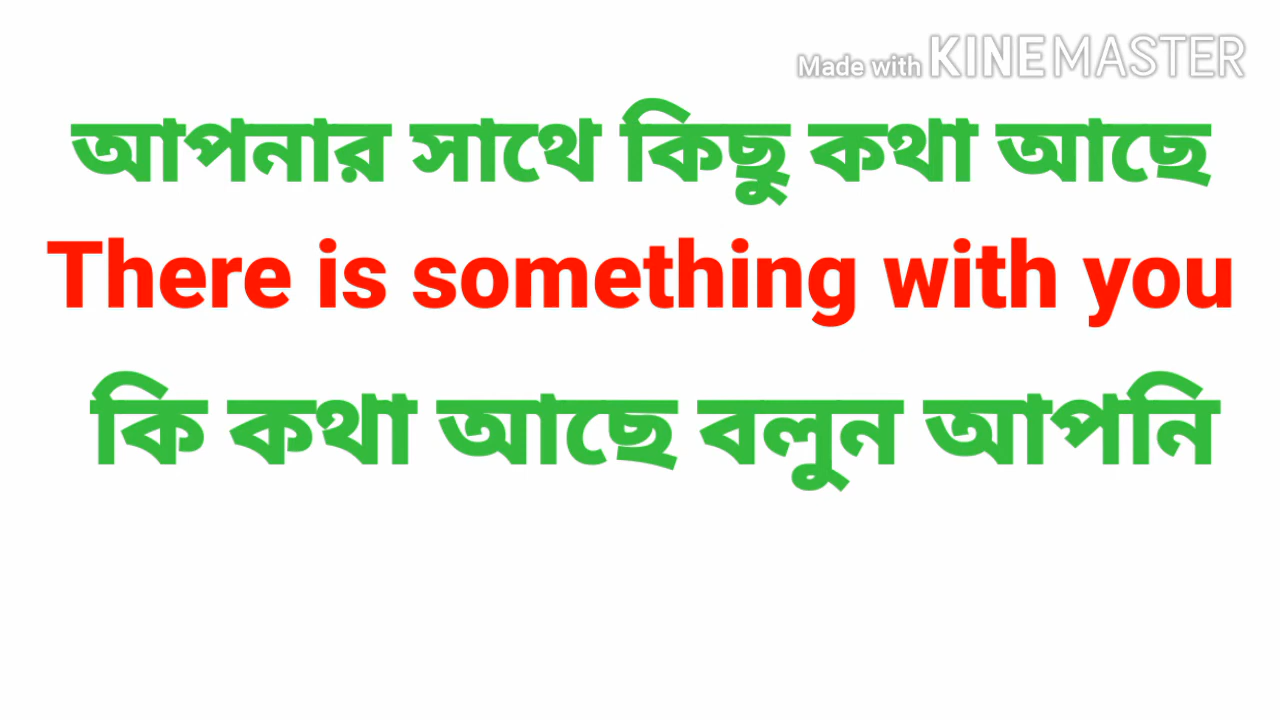 Made with KINEMASTER
আপনার সাথে কিছু কথা আছে
There is something with you
কি কথা আছে বলুন আপনি